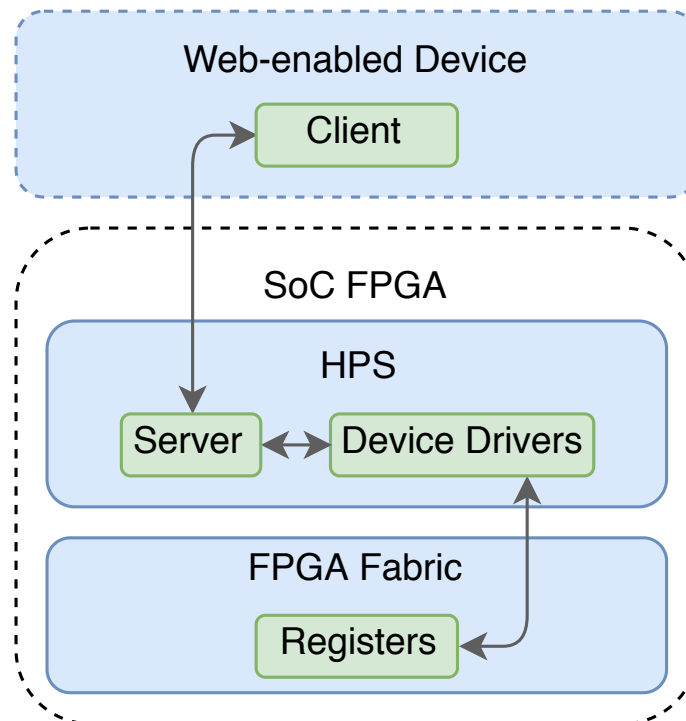 Web-enabled Device
Client
SoC FPGA
HPS
Server
Device Drivers
FPGA Fabric
Registers